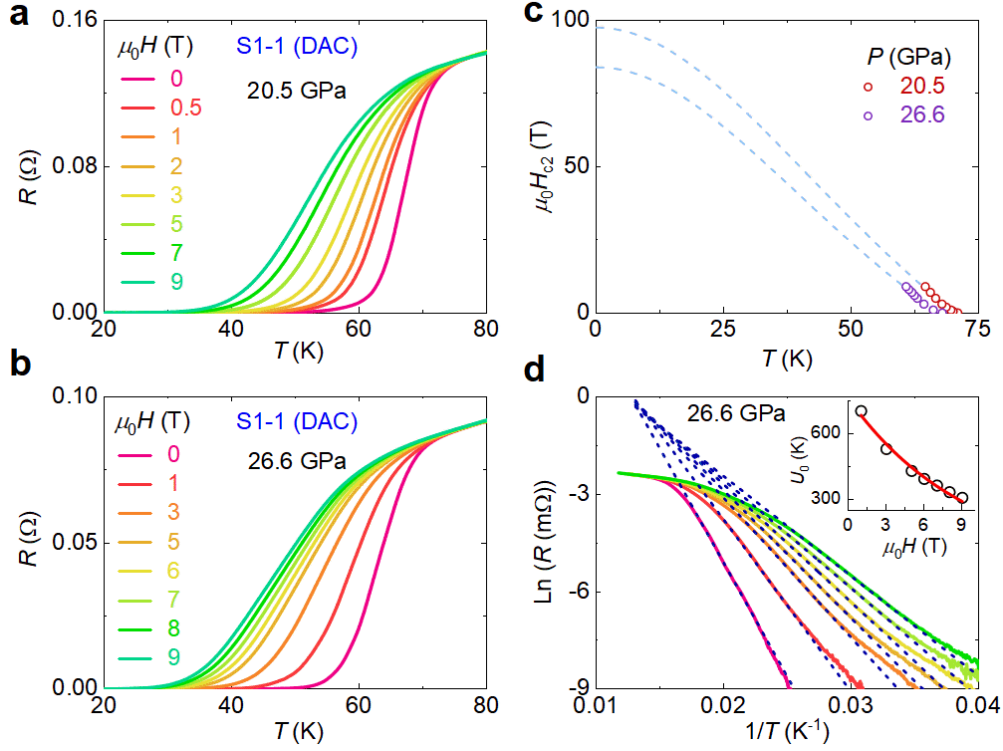 a
μ₀H (T)
S1-1 (DAC)
20.5 GPa
0
0.5
1
2
3
5
7
9
0.16
0.08
0.00
R (Ω)
20
40
60
80
T (K)
c
P (GPa)
20.5
26.6
100
50
0
μ₀Hc2 (T)
0
25
50
75
T (K)
b
μ₀H (T)
S1-1 (DAC)
26.6 GPa
0
1
3
5
6
7
8
9
0.10
0.05
0.00
R (Ω)
20
40
60
80
T (K)
d
26.6 GPa
0
-3
-6
-9
Ln (R (mΩ))
0.01
0.02
0.03
0.04
1/T (K⁻¹)
600
300
U₀ (K)
0
3
6
9
μ₀H (T)